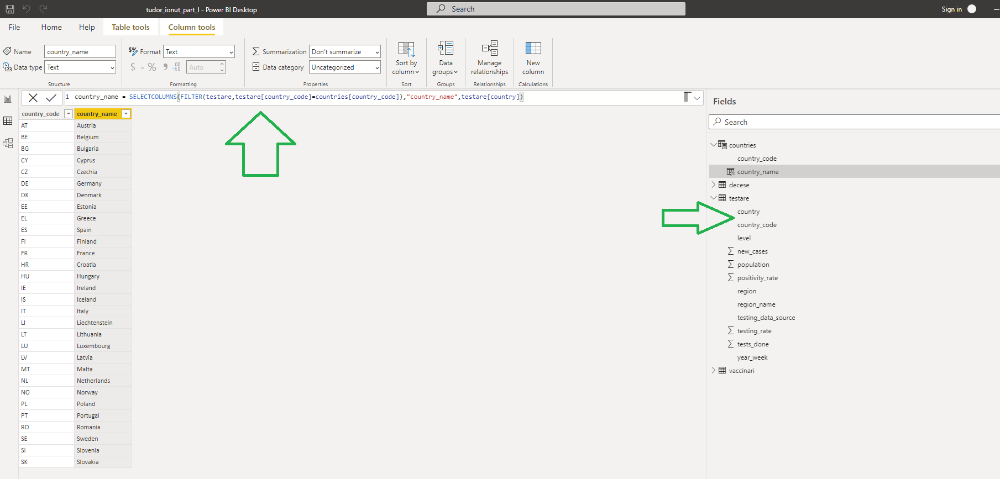 tudor_ionut_part_I - Power BI Desktop
Search
Sign in
File Home Help Table tools Column tools
Name country_name
Data type Text
Structure
Format Text
$ % Auto
Formatting
Summarization Don't summarize
Data category Uncategorized
Properties
Sort by
column
Sort
Data
groups
Groups
Manage
relationships
Relationships
New
column
Calculations
1 country_name = SELECTCOLUMNS(FILTER(testare,testare[country_code]=countries[country_code]),"country_name",testare[country])
country_code country_name
AT Austria
BE Belgium
BG Bulgaria
CY Cyprus
CZ Czechia
DE Germany
DK Denmark
EE Estonia
EL Greece
ES Spain
FI Finland
FR France
HR Croatia
HU Hungary
IE Ireland
IS Iceland
IT Italy
LI Liechtenstein
LT Lithuania
LU Luxembourg
LV Latvia
MT Malta
NL Netherlands
NO Norway
PL Poland
PT Portugal
RO Romania
SE Sweden
SI Slovenia
SK Slovakia
Fields
Search
countries
country_code
country_name
decese
testare
country
country_code
level
new_cases
population
positivity_rate
region
region_name
testing_data_source
testing_rate
tests_done
year_week
vaccinari